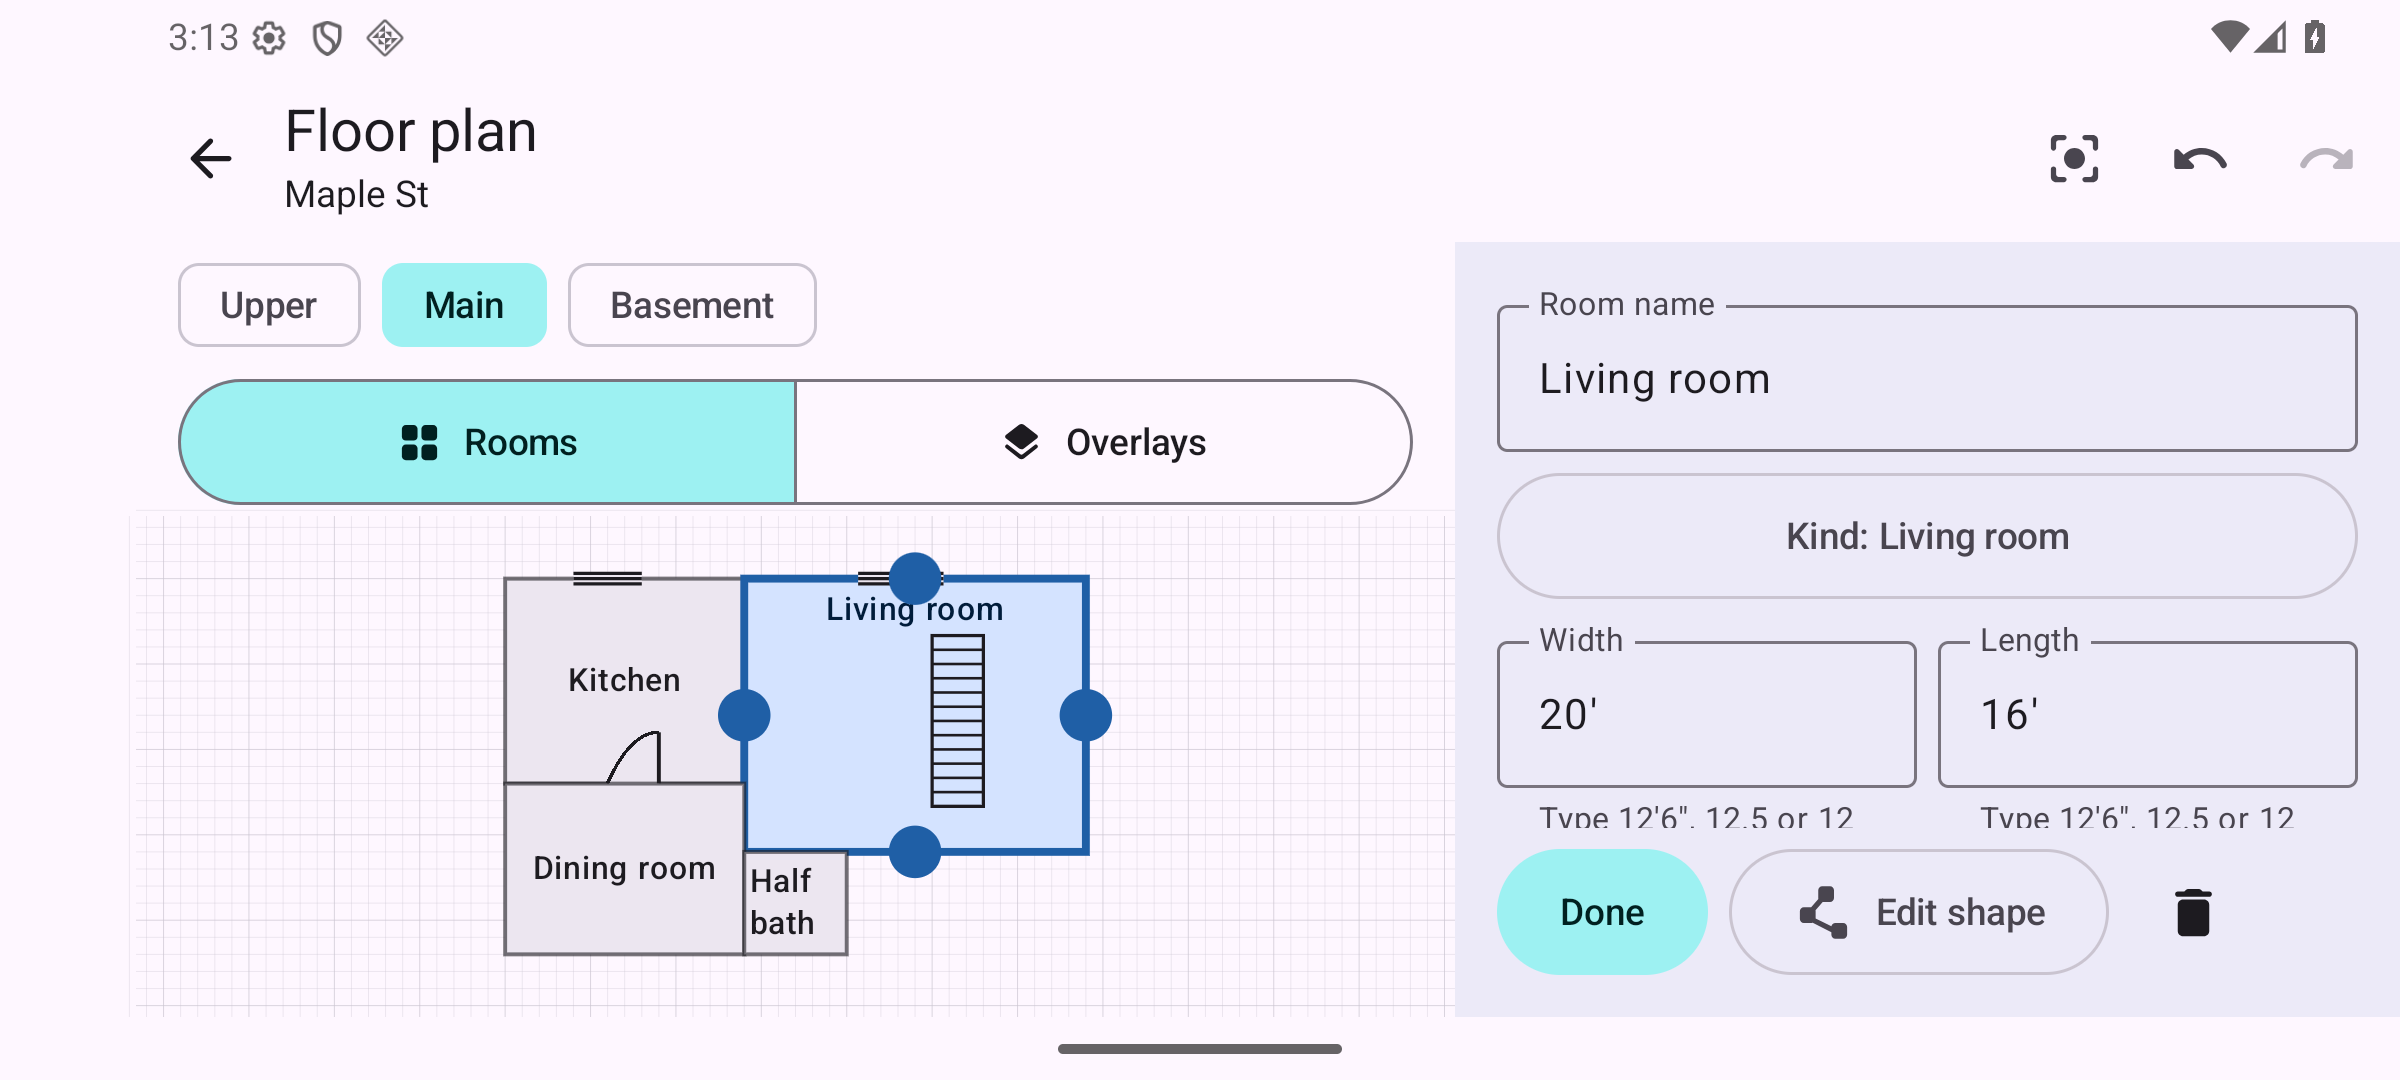 3:13
Floor plan
Maple St
Upper
Main
Basement
Rooms
Overlays
Kitchen
Living room
Dining room
Half
bath
Room name
Living room
Kind: Living room
Width
20'
Length
16'
Type 12'6", 12.5 or 12
Type 12'6", 12.5 or 12
Done
Edit shape